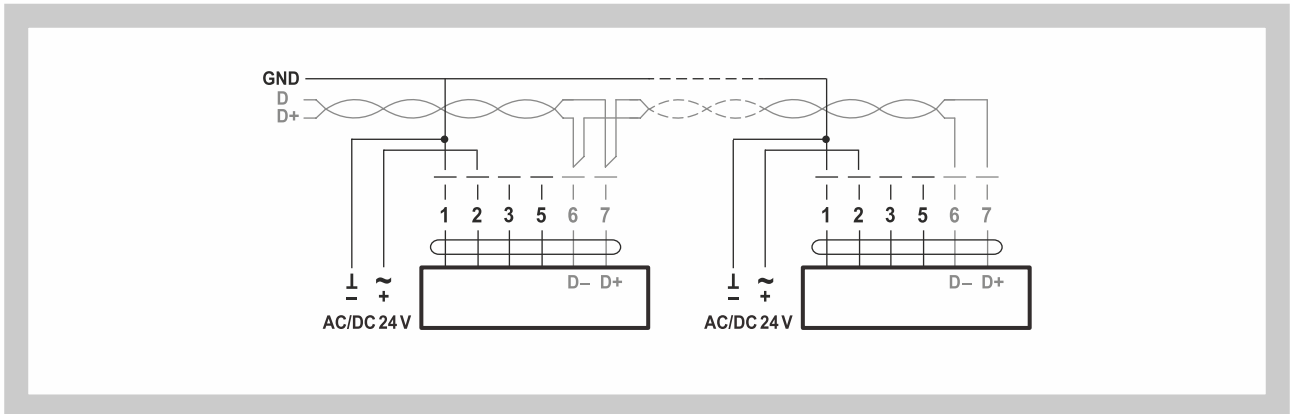 GND
D
D+
1 2 3 5 6 7 1 2 3 5 6 7
⊥ ~ D– D+ ⊥ ~ D– D+
– + – +
AC/DC 24 V AC/DC 24 V